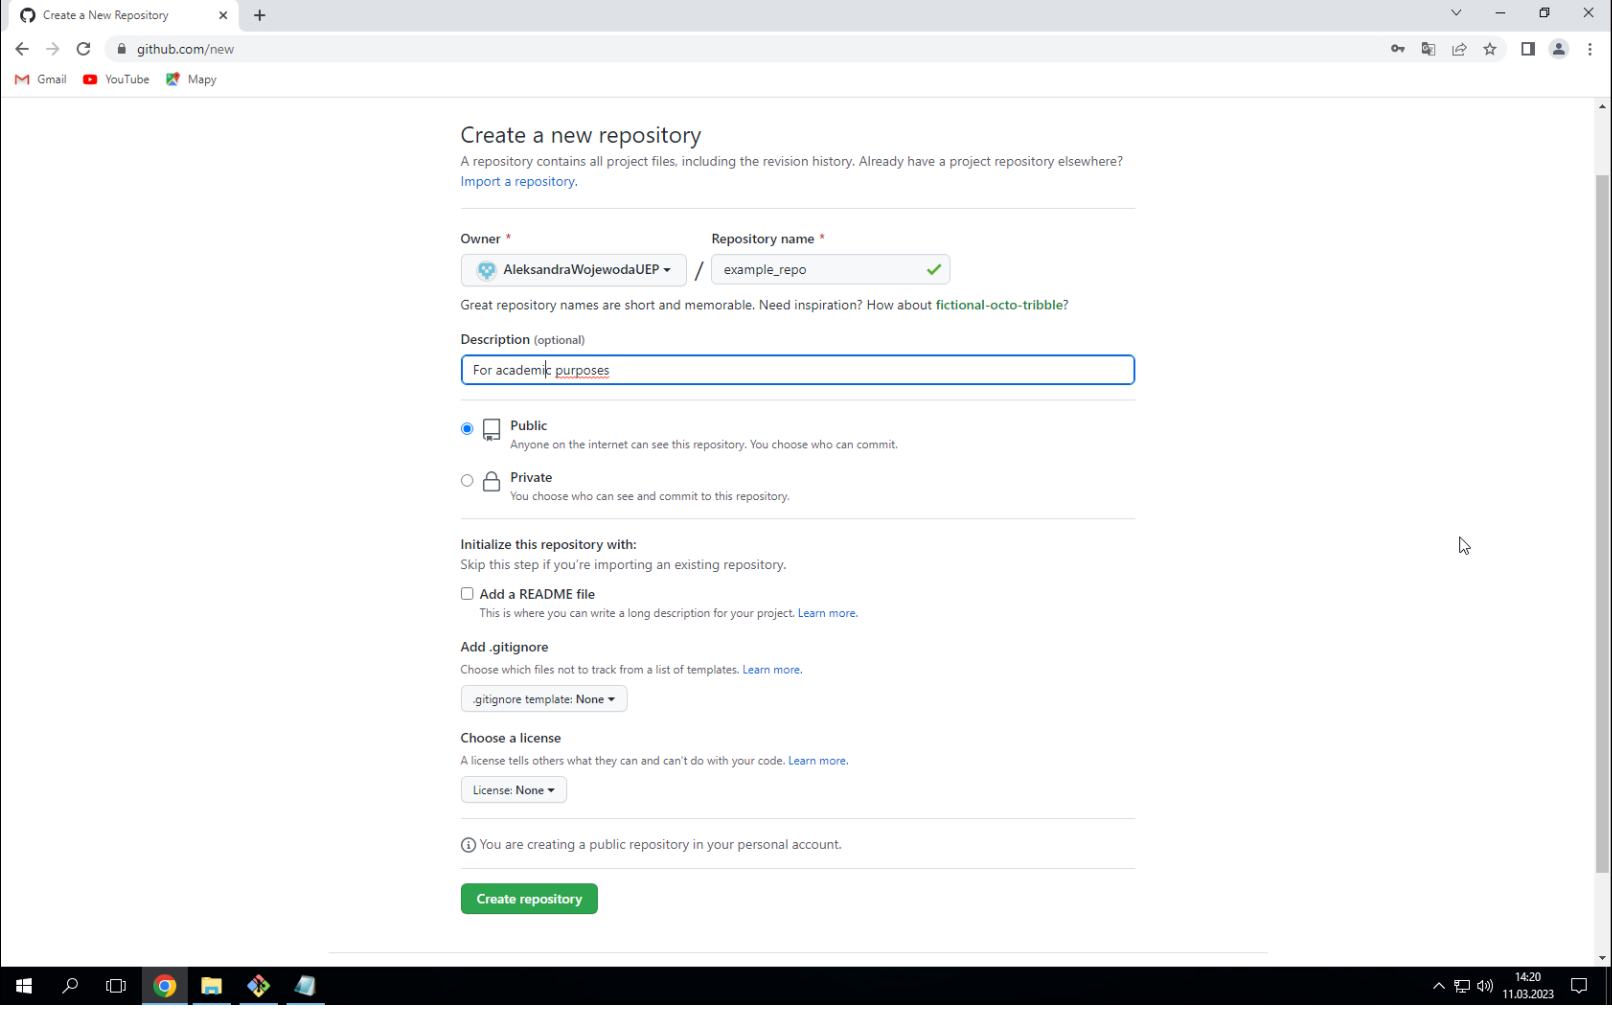 Create a New Repository
github.com/new
Gmail YouTube Mapy
Create a new repository
A repository contains all project files, including the revision history. Already have a project repository elsewhere?
Import a repository.
Owner * Repository name *
AleksandraWojewodaUEP / example_repo
Great repository names are short and memorable. Need inspiration? How about fictional-octo-tribble?
Description (optional)
For academic purposes
Public
Anyone on the internet can see this repository. You choose who can commit.
Private
You choose who can see and commit to this repository.
Initialize this repository with:
Skip this step if you're importing an existing repository.
Add a README file
This is where you can write a long description for your project. Learn more.
Add .gitignore
Choose which files not to track from a list of templates. Learn more.
.gitignore template: None
Choose a license
A license tells others what they can and can't do with your code. Learn more.
License: None
You are creating a public repository in your personal account.
Create repository
14:20
11.03.2023